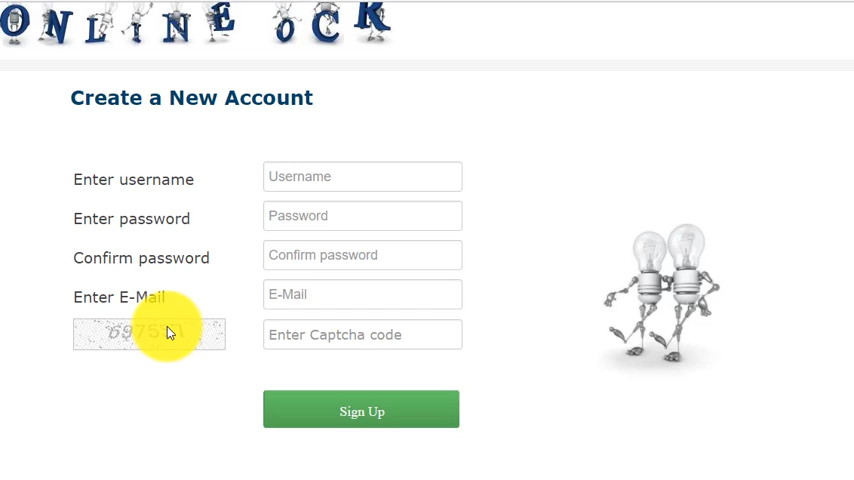 ONLINE OCK
Create a New Account
Enter username
Username
Enter password
Password
Confirm password
Confirm password
Enter E-Mail
E-Mail
Enter Captcha code
Sign Up